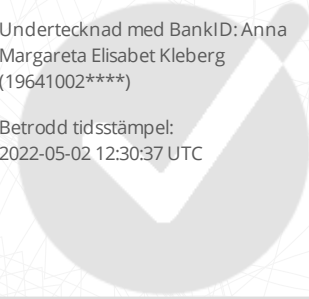 Undertecknad med BankID: Anna
Margareta Elisabet Kleberg
(19641002****)
Betrodd tidsstämpel:
2022-05-02 12:30:37 UTC